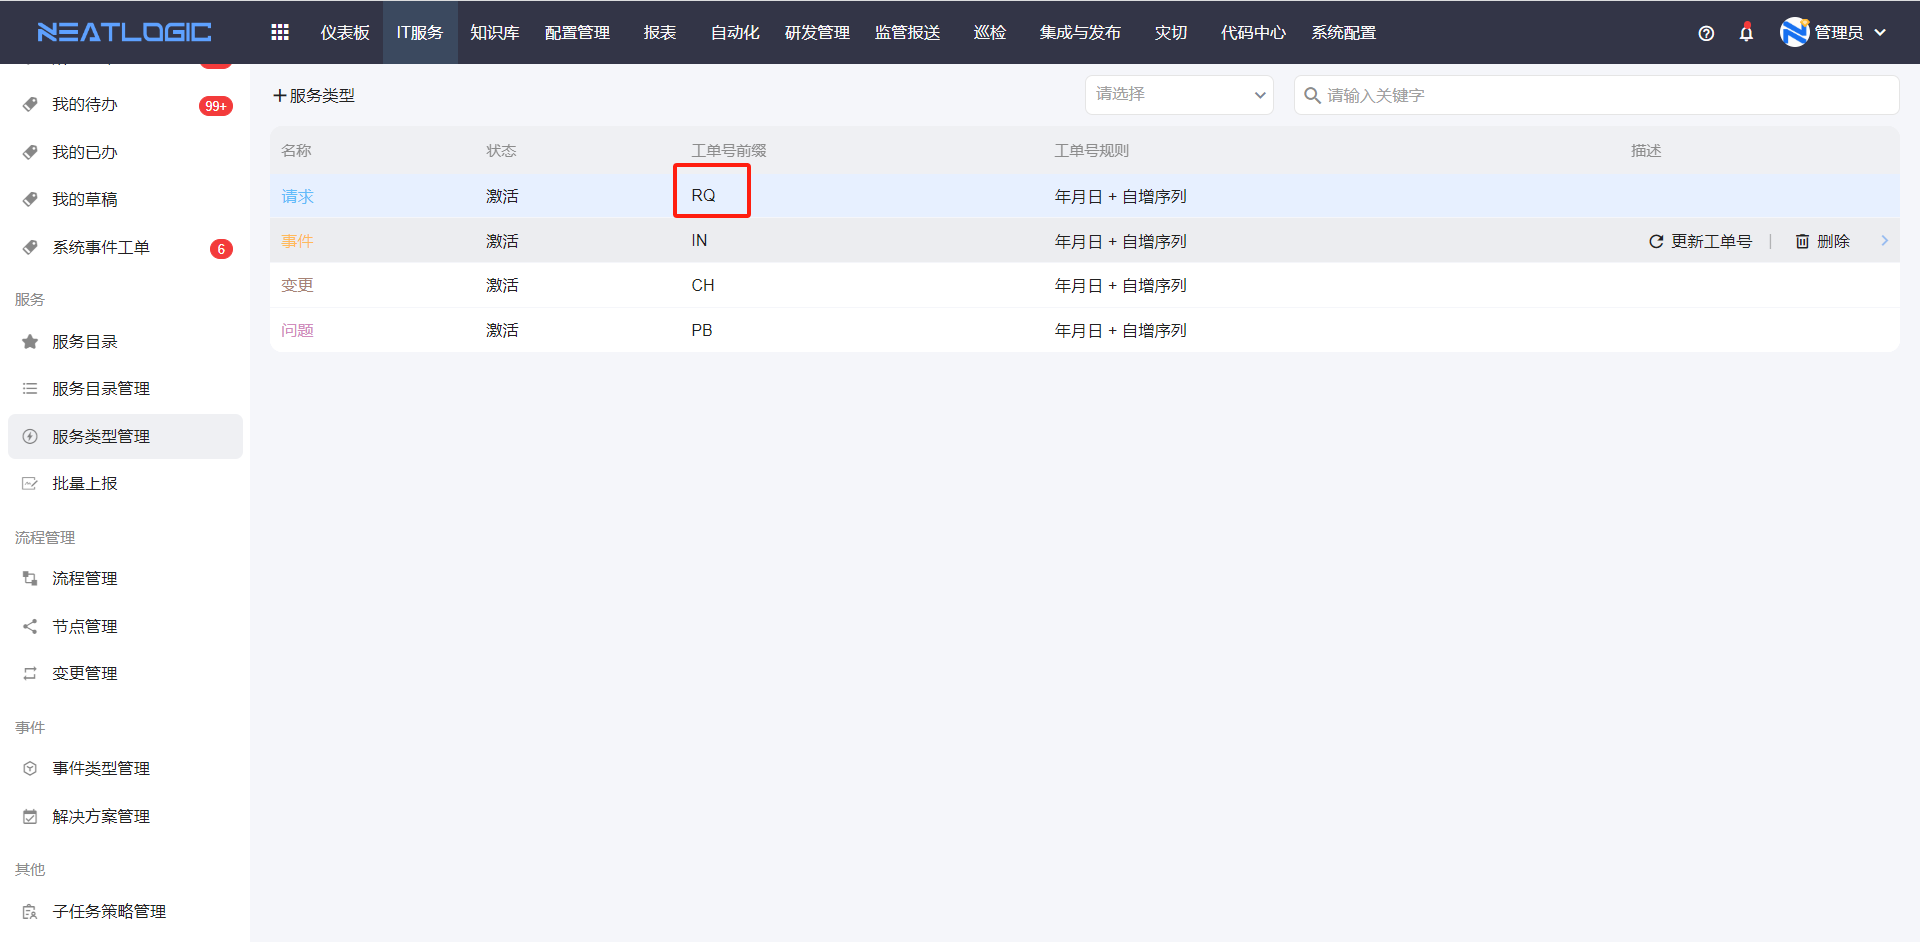 NEATLOGIC
仪表板 IT服务 知识库 配置管理 报表 自动化 研发管理 监管报送 巡检 集成与发布 灾切 代码中心 系统配置
管理员
我的待办 99+
我的已办
我的草稿
系统事件工单 6
服务
服务目录
服务目录管理
服务类型管理
批量上报
流程管理
流程管理
节点管理
变更管理
事件
事件类型管理
解决方案管理
其他
子任务策略管理
服务类型
请选择
请输入关键字
名称 状态 工单号前缀 工单号规则 描述
请求 激活 RQ 年月日 + 自增序列
事件 激活 IN 年月日 + 自增序列 更新工单号 | 删除
变更 激活 CH 年月日 + 自增序列
问题 激活 PB 年月日 + 自增序列